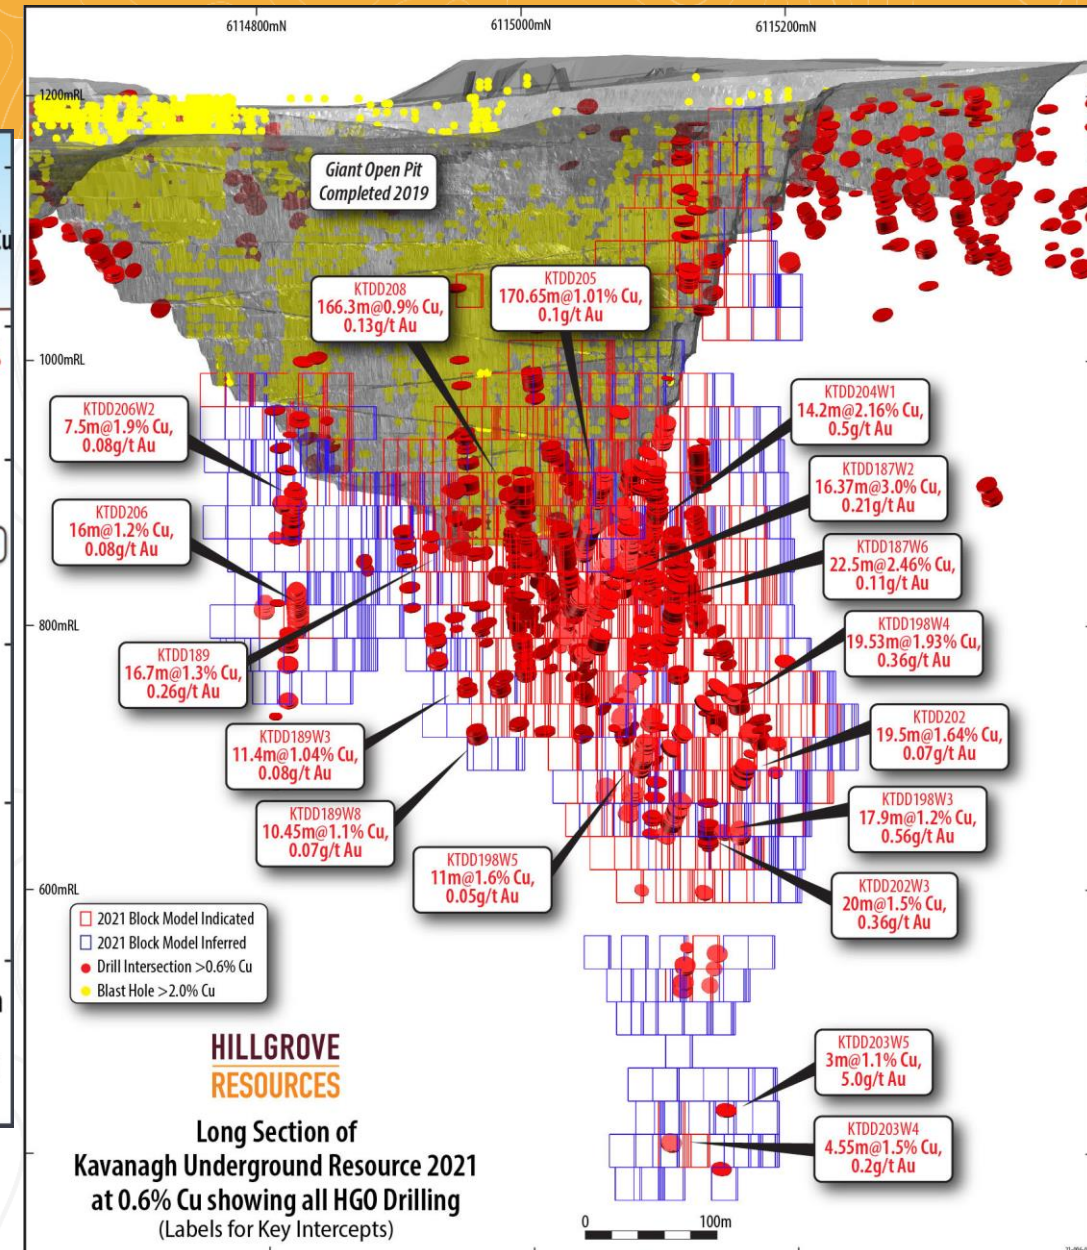 6114800mN
6115000mN
6115200mN
1200mRL
Giant Open Pit
Completed 2019
KTDD208
166.3m@0.9% Cu,
0.13g/t Au
KTDD205
170.65m@1.01% Cu,
0.1g/t Au
1000mRL
KTDD206W2
7.5m@1.9% Cu,
0.08g/t Au
KTDD204W1
14.2m@2.16% Cu,
0.5g/t Au
KTDD187W2
16.37m@3.0% Cu,
0.21g/t Au
KTDD206
16m@1.2% Cu,
0.08g/t Au
KTDD187W6
22.5m@2.46% Cu,
0.11g/t Au
800mRL
KTDD198W4
19.53m@1.93% Cu,
0.36g/t Au
KTDD189
16.7m@1.3% Cu,
0.26g/t Au
KTDD202
19.5m@1.64% Cu,
0.07g/t Au
KTDD189W3
11.4m@1.04% Cu,
0.08g/t Au
KTDD198W3
17.9m@1.2% Cu,
0.56g/t Au
KTDD189W8
10.45m@1.1% Cu,
0.07g/t Au
KTDD198W5
11m@1.6% Cu,
0.05g/t Au
KTDD202W3
20m@1.5% Cu,
0.36g/t Au
600mRL
2021 Block Model Indicated
2021 Block Model Inferred
Drill Intersection >0.6% Cu
Blast Hole >2.0% Cu
HILLGROVE
RESOURCES
KTDD203W5
3m@1.1% Cu,
5.0g/t Au
KTDD203W4
4.55m@1.5% Cu,
0.2g/t Au
Long Section of
Kavanagh Underground Resource 2021
at 0.6% Cu showing all HGO Drilling
(Labels for Key Intercepts)
0 100m